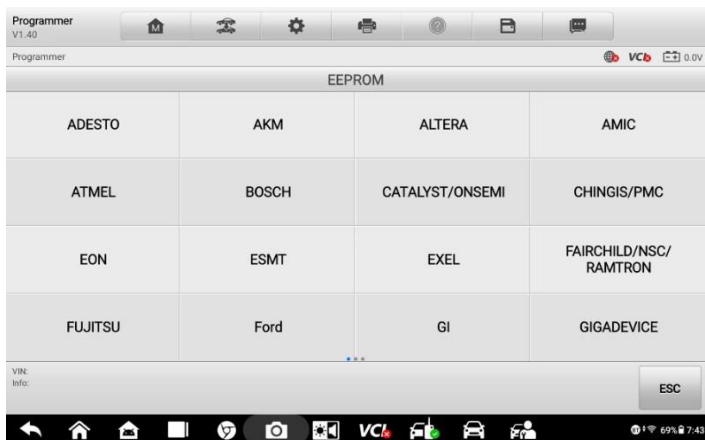 Programmer
V1.40
M
Programmer
VCI
0.0V
EEPROM
ADESTO
AKM
ALTERA
AMIC
ATMEL
BOSCH
CATALYST/ONSEMI
CHINGIS/PMC
EON
ESMT
EXEL
FAIRCHILD/NSC/
RAMTRON
FUJITSU
Ford
GI
GIGADEVICE
VIN:
Info:
ESC
VCI
69% 7:43